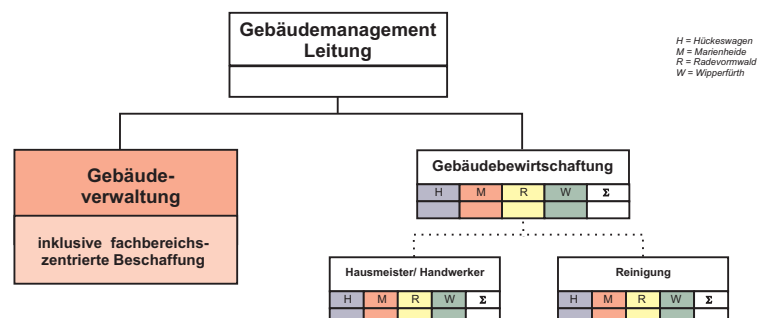 Gebäudemanagement
Leitung
H = Hückeswagen
M = Marienheide
R = Radevormwald
W = Wipperfürth
Gebäude-
verwaltung
inklusive fachbereichs-
zentrierte Beschaffung
Gebäudebewirtschaftung
H M R W Σ
Hausmeister/ Handwerker
H M R W Σ
Reinigung
H M R W Σ